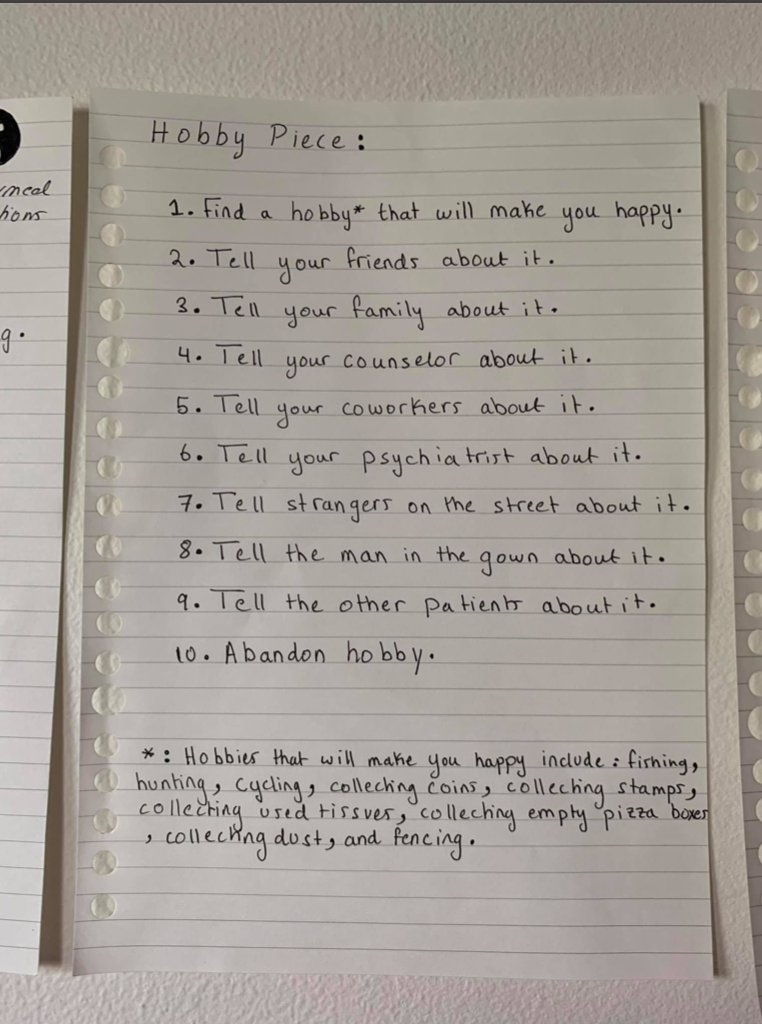 Hobby Piece:
1. Find a hobby* that will make you happy.
2. Tell your friends about it.
3. Tell your family about it.
4. Tell your counselor about it.
5. Tell your coworkers about it.
6. Tell your psychiatrist about it.
7. Tell strangers on the street about it.
8. Tell the man in the gown about it.
9. Tell the other patients about it.
10. Abandon hobby.
*: Hobbies that will make you happy include: fishing,
hunting, cycling, collecting coins, collecting stamps,
collecting used tissues, collecting empty pizza boxes
, collecting dust, and fencing.